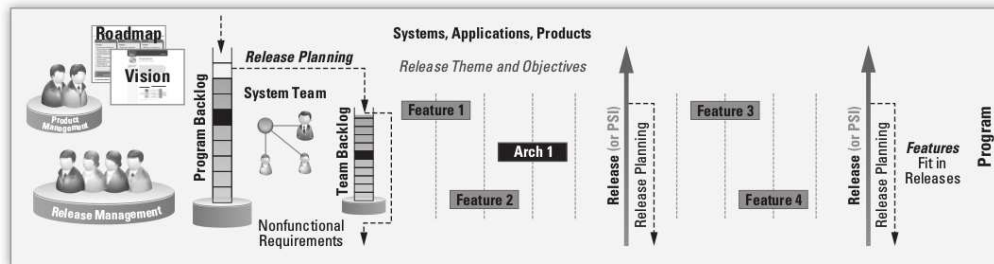 Roadmap
Vision
Product
Management
Release Management
Program Backlog
Release Planning
System Team
Team Backlog
Nonfunctional
Requirements
Systems, Applications, Products
Release Theme and Objectives
Feature 1
Arch 1
Feature 2
Release (or PSI)
Release Planning
Feature 3
Feature 4
Release (or PSI)
Release Planning
Features
Fit in
Releases
Program